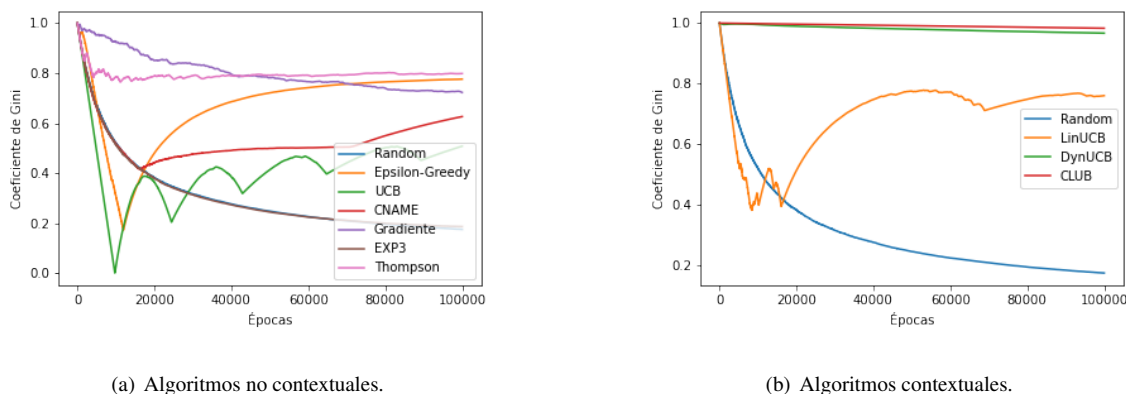 1.0
0.8
0.6
0.4
0.2
0.0
Coeficiente de Gini
0
20000
40000
60000
80000
100000
Épocas
Random
Epsilon-Greedy
UCB
CNAME
Gradiente
EXP3
Thompson
(a) Algoritmos no contextuales.
1.0
0.8
0.6
0.4
0.2
Coeficiente de Gini
0
20000
40000
60000
80000
100000
Épocas
Random
LinUCB
DynUCB
CLUB
(b) Algoritmos contextuales.